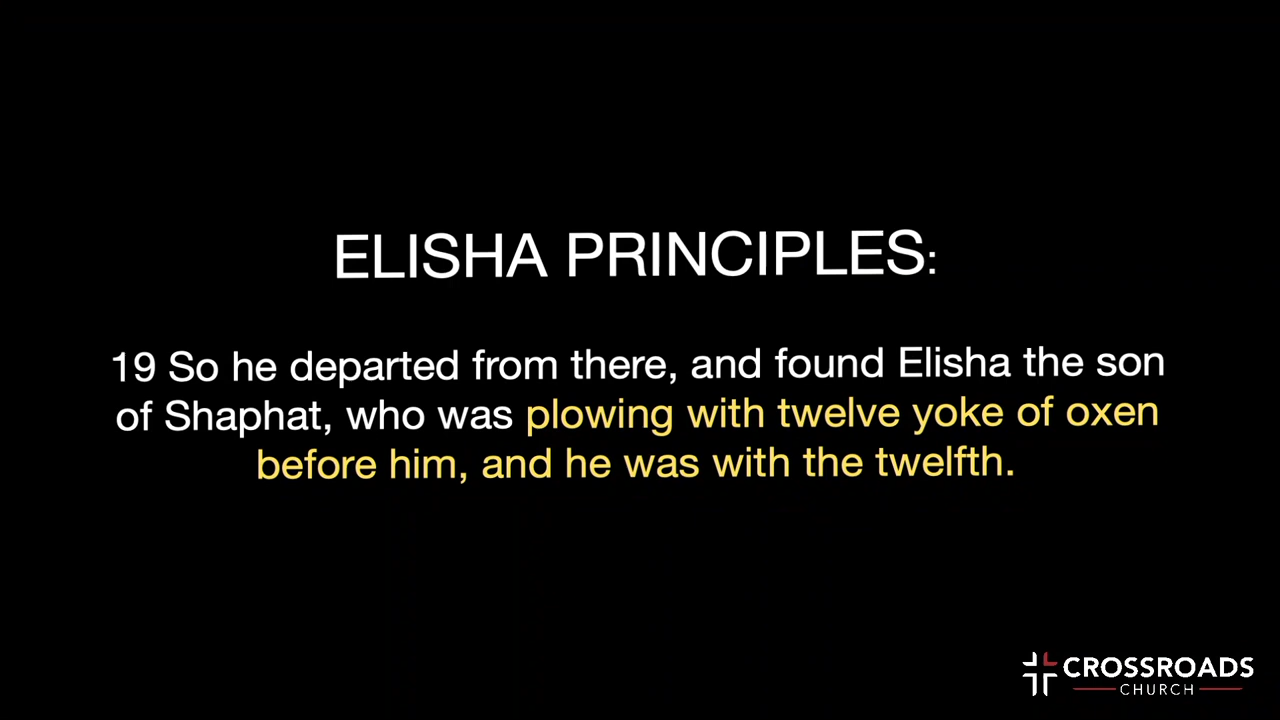 ELISHA PRINCIPLES:
19 So he departed from there, and found Elisha the son
of Shaphat, who was plowing with twelve yoke of oxen
before him, and he was with the twelfth.
CROSSROADS
CHURCH